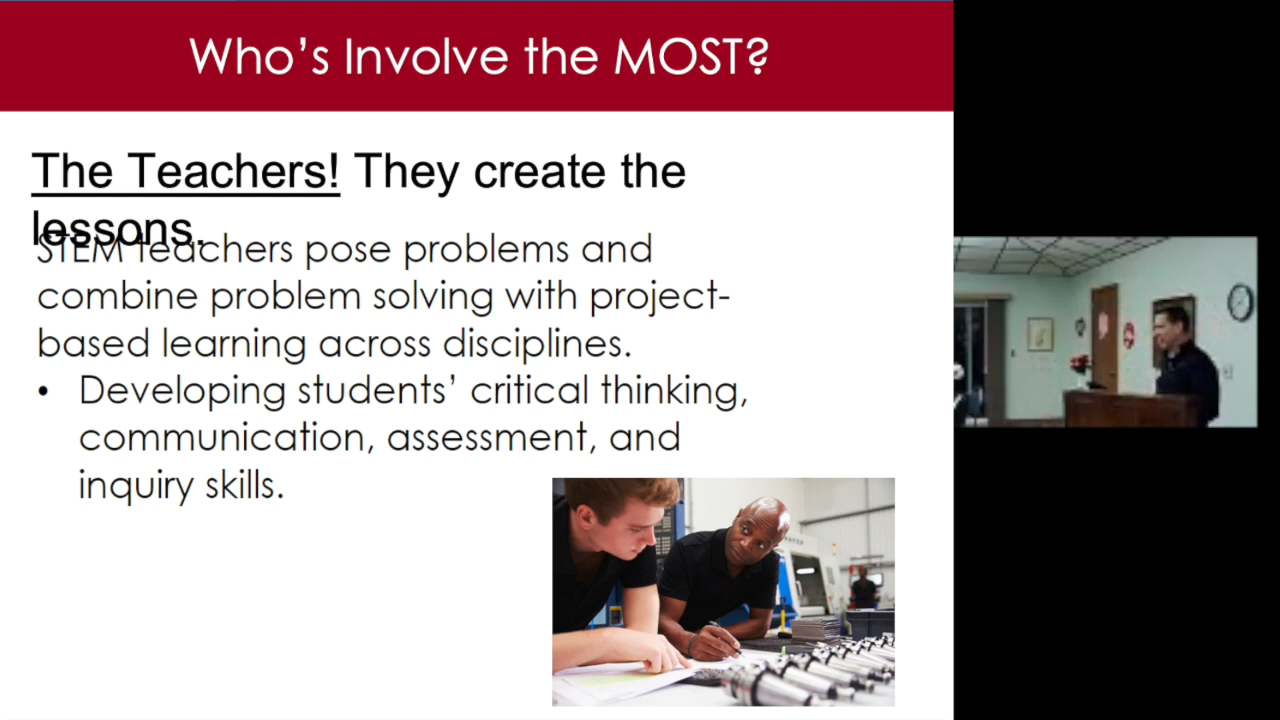 Who's Involve the MOST?
The Teachers! They create the
lessons.
STEM teachers pose problems and
combine problem solving with project-
based learning across disciplines.
• Developing students' critical thinking,
communication, assessment, and
inquiry skills.